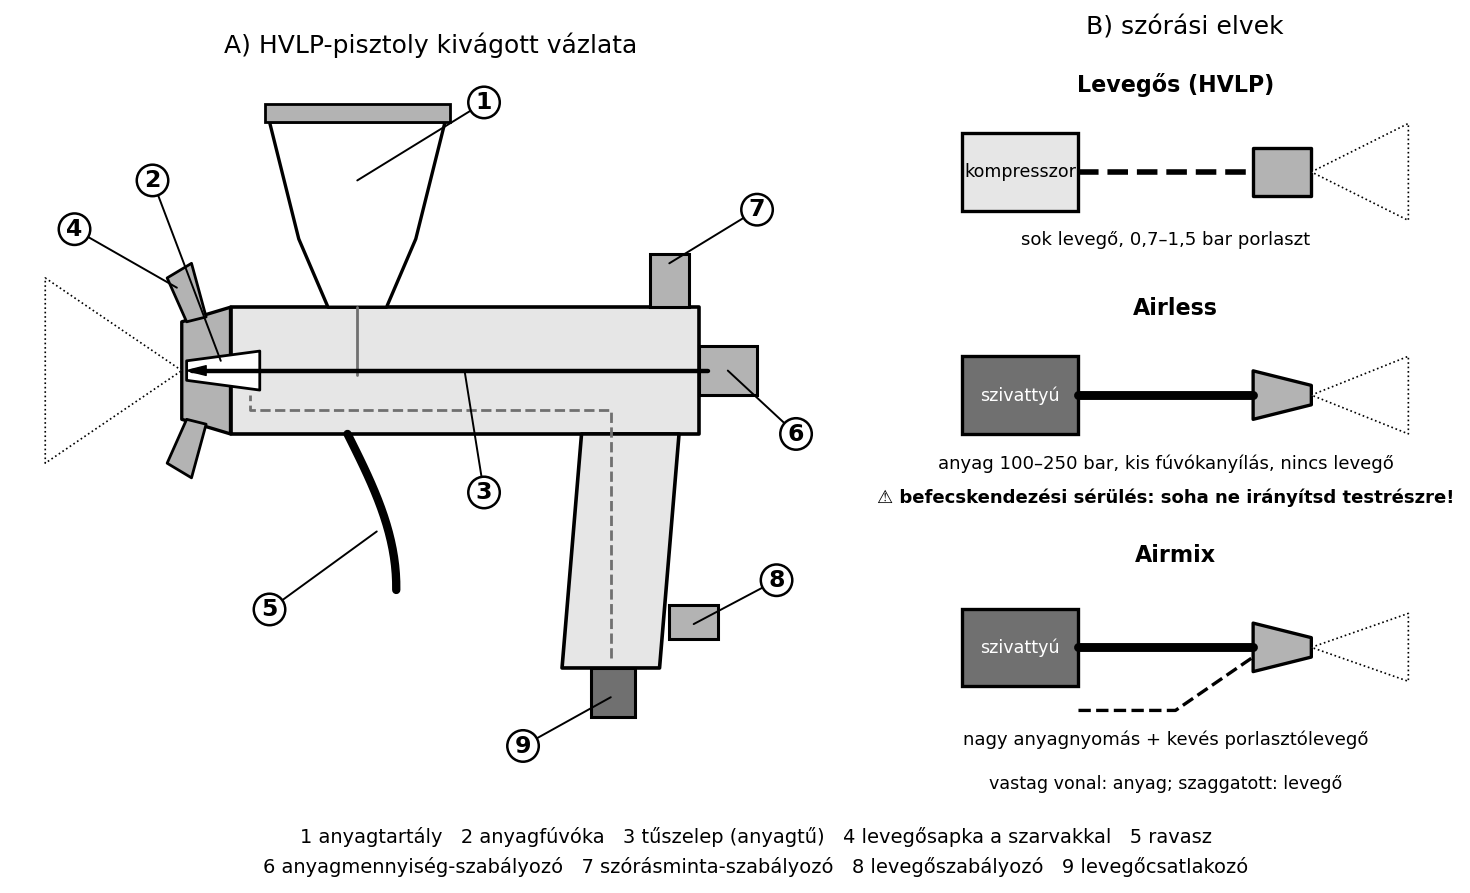 A) HVLP-pisztoly kivágott vázlata
1
2
4
7
3
6
5
8
9
B) szórási elvek
Levegős (HVLP)
kompresszor
sok levegő, 0,7–1,5 bar porlaszt
Airless
szivattyú
anyag 100–250 bar, kis fúvókanyílás, nincs levegő
⚠ befecskendezési sérülés: soha ne irányítsd testrészre!
Airmix
szivattyú
nagy anyagnyomás + kevés porlasztólevegő
vastag vonal: anyag; szaggatott: levegő
1 anyagtartály 2 anyagfúvóka 3 tűszelep (anyagtű) 4 levegősapka a szarvakkal 5 ravasz
6 anyagmennyiség-szabályozó 7 szórásminta-szabályozó 8 levegőszabályozó 9 levegőcsatlakozó